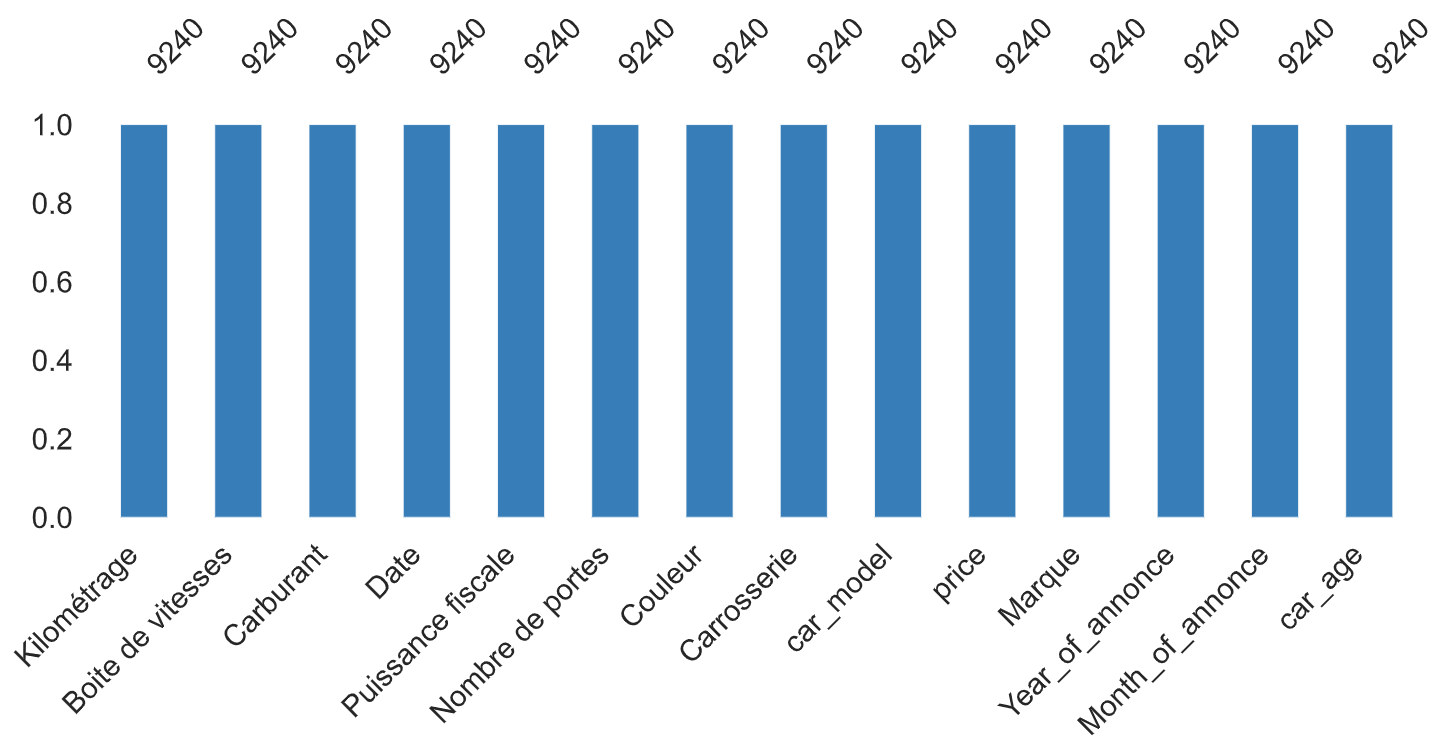 9240 9240 9240 9240 9240 9240 9240 9240 9240 9240 9240 9240 9240 9240
1.0
0.8
0.6
0.4
0.2
0.0
Kilométrage
Boite de vitesses
Carburant
Date
Puissance fiscale
Nombre de portes
Couleur
Carrosserie
car_model
price
Marque
Year_of_annonce
Month_of_annonce
car_age